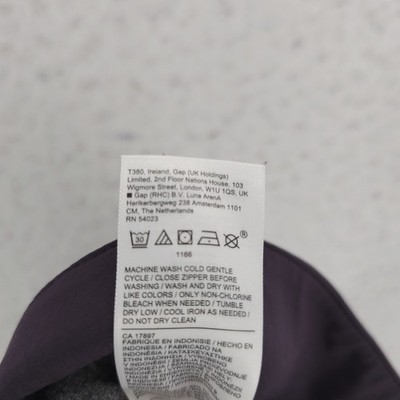 T380, Ireland, Gap (UK Holdings)
Limited, 2nd Floor Nations House, 103
Wigmore Street, London, W1U 1QS, UK
■ Gap (RHC) B.V. Luna ArenA
Herikerbergweg 238 Amsterdam 1101
CM, The Netherlands
RN 54023
30 ®
1166
MACHINE WASH COLD GENTLE
CYCLE / CLOSE ZIPPER BEFORE
WASHING / WASH AND DRY WITH
LIKE COLORS / ONLY NON-CHLORINE
BLEACH WHEN NEEDED / TUMBLE
DRY LOW / COOL IRON AS NEEDED /
DO NOT DRY CLEAN
CA 17897
FABRIQUÉ EN INDONISIE / HECHO EN
INDONESIA / FABRICADO NA